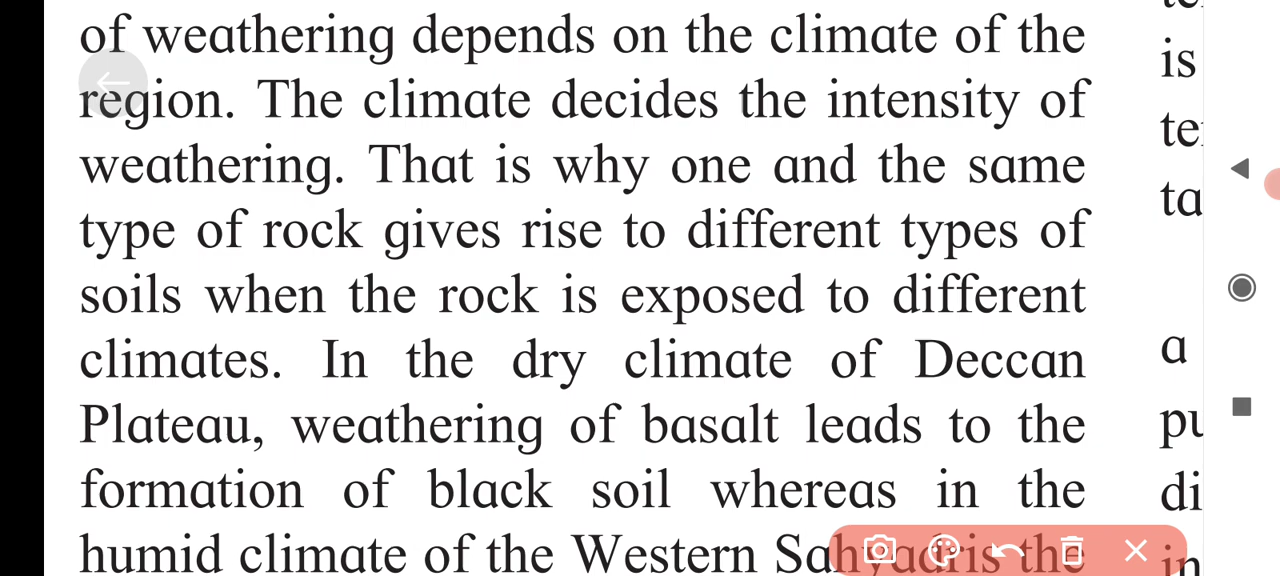 of weathering depends on the climate of the
region. The climate decides the intensity of
weathering. That is why one and the same
type of rock gives rise to different types of
soils when the rock is exposed to different
climates. In the dry climate of Deccan
Plateau, weathering of basalt leads to the
formation of black soil whereas in the
humid climate of the Western Sahyadris the
is
a